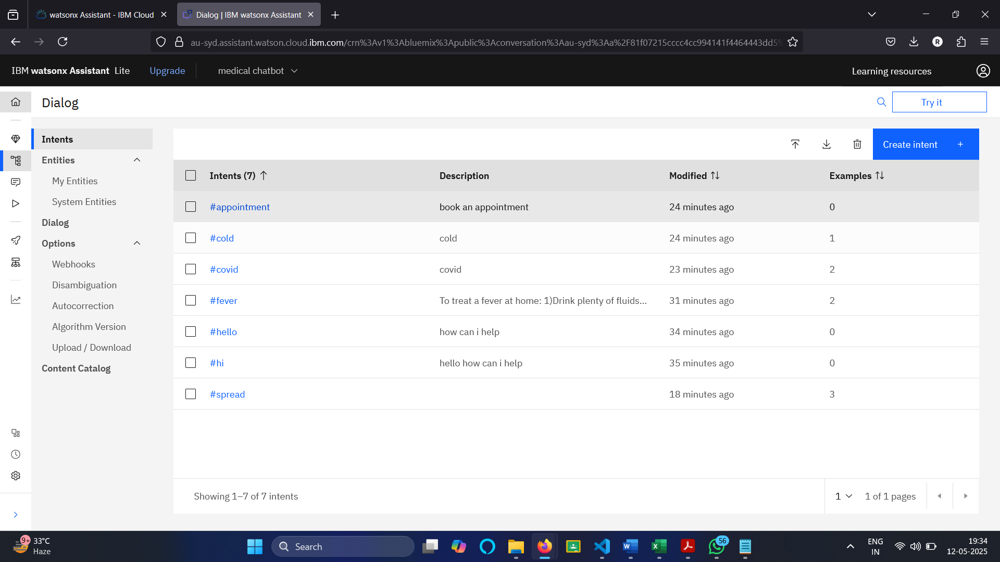 watsonx Assistant - IBM Cloud
Dialog | IBM watsonx Assistant
au-syd.assistant.watson.cloud.ibm.com/crn%3Av1%3Abluemix%3Apublic%3Aconversation%3Aau-syd%3Aa%2F81f07215cccc4cc994141f4464443dd5%
R
IBM watsonx Assistant Lite
Upgrade
medical chatbot
Learning resources
Dialog
Try it
Intents
Entities
My Entities
System Entities
Dialog
Options
Webhooks
Disambiguation
Autocorrection
Algorithm Version
Upload / Download
Content Catalog
Create intent +
Intents (7) Description Modified Examples
#appointment book an appointment 24 minutes ago 0
#cold cold 24 minutes ago 1
#covid covid 23 minutes ago 2
#fever To treat a fever at home: 1)Drink plenty of fluids... 31 minutes ago 2
#hello how can i help 34 minutes ago 0
#hi hello how can i help 35 minutes ago 0
#spread 18 minutes ago 3
Showing 1–7 of 7 intents
1
1 of 1 pages
9+
33°C
Haze
Search
W
X
56
ENG
IN
19:34
12-05-2025